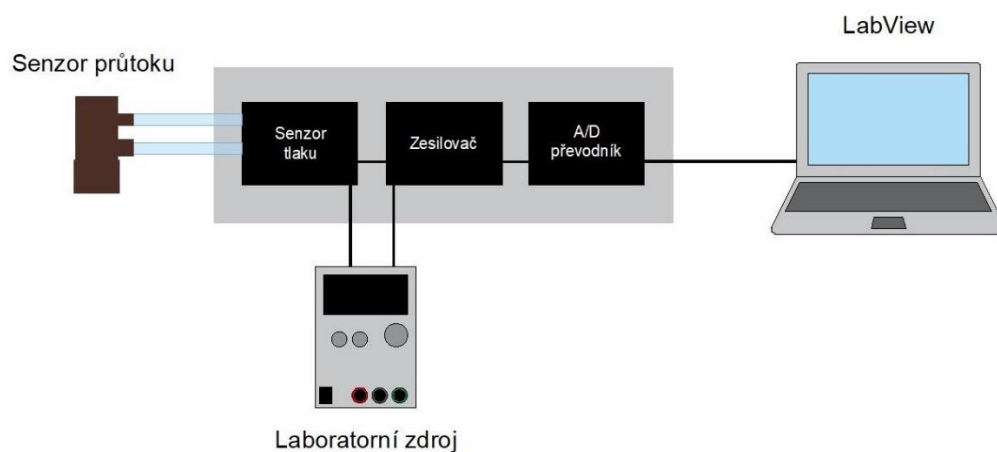 LabView
Senzor průtoku
Senzor
tlaku
Zesilovač
A/D
převodník
Laboratorní zdroj